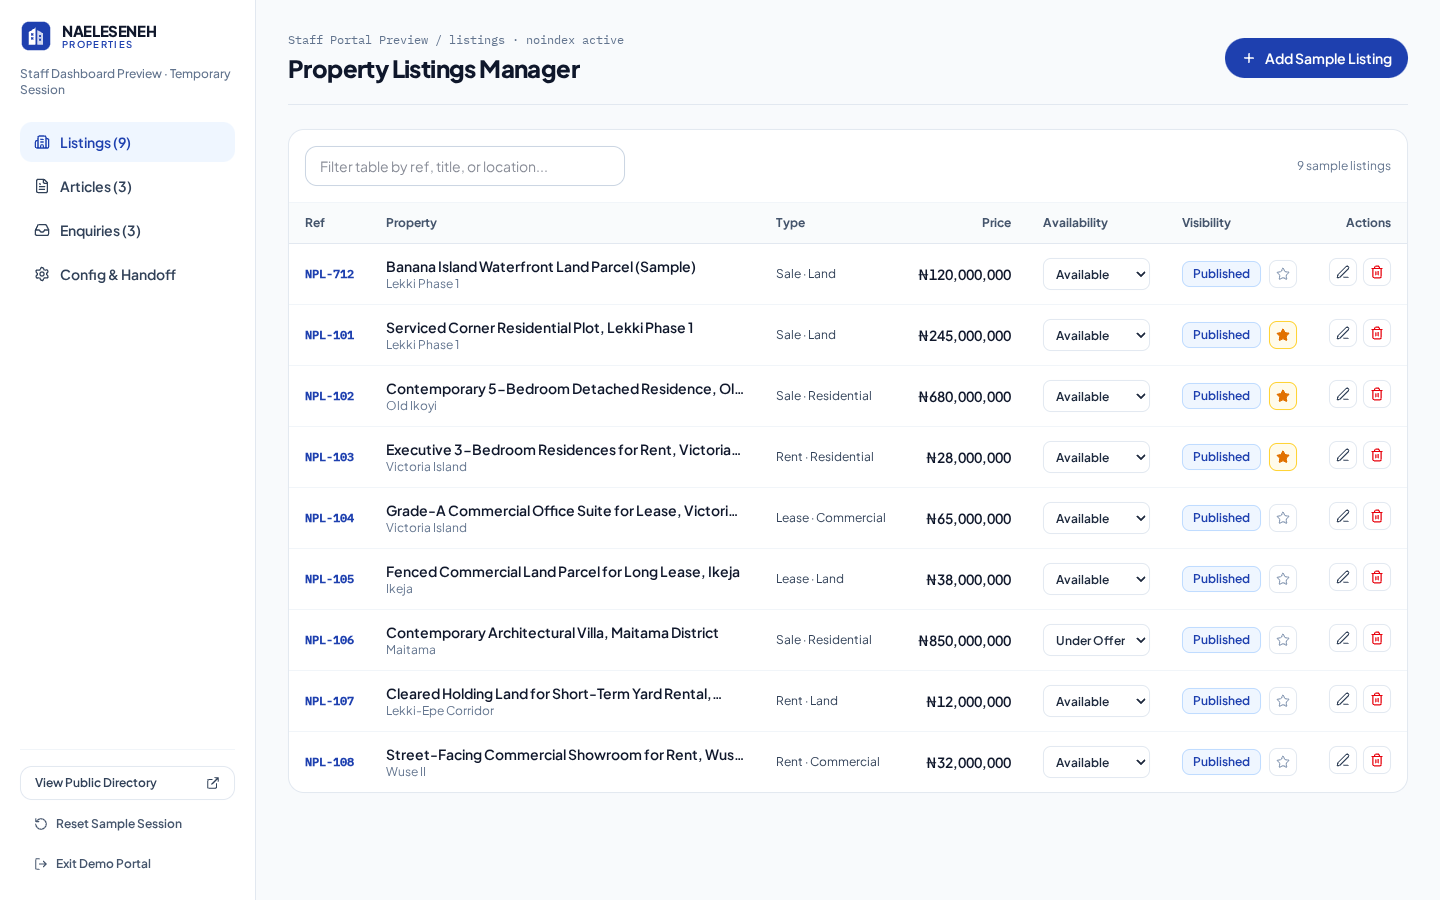 NAELESENEH
PROPERTIES
Staff Dashboard Preview · Temporary
Session
Listings (9)
Articles (3)
Enquiries (3)
Config & Handoff
View Public Directory
Reset Sample Session
Exit Demo Portal
Staff Portal Preview / listings · noindex active
Property Listings Manager
+ Add Sample Listing
Filter table by ref, title, or location...
9 sample listings
Ref Property Type Price Availability Visibility Actions
NPL-712 Banana Island Waterfront Land Parcel (Sample) Sale · Land ₦120,000,000 Available Published
Lekki Phase 1
NPL-101 Serviced Corner Residential Plot, Lekki Phase 1 Sale · Land ₦245,000,000 Available Published
Lekki Phase 1
NPL-102 Contemporary 5-Bedroom Detached Residence, Ol... Sale · Residential ₦680,000,000 Available Published
Old Ikoyi
NPL-103 Executive 3-Bedroom Residences for Rent, Victoria... Rent · Residential ₦28,000,000 Available Published
Victoria Island
NPL-104 Grade-A Commercial Office Suite for Lease, Victori... Lease · Commercial ₦65,000,000 Available Published
Victoria Island
NPL-105 Fenced Commercial Land Parcel for Long Lease, Ikeja Lease · Land ₦38,000,000 Available Published
Ikeja
NPL-106 Contemporary Architectural Villa, Maitama District Sale · Residential ₦850,000,000 Under Offer Published
Maitama
NPL-107 Cleared Holding Land for Short-Term Yard Rental,... Rent · Land ₦12,000,000 Available Published
Lekki-Epe Corridor
NPL-108 Street-Facing Commercial Showroom for Rent, Wus... Rent · Commercial ₦32,000,000 Available Published
Wuse II